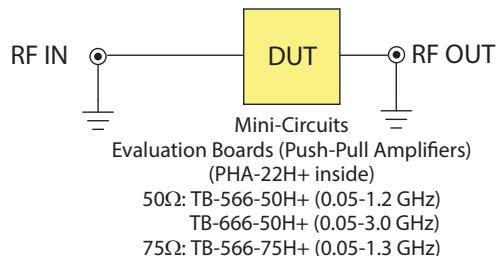 RF IN DUT RF OUT
Mini-Circuits
Evaluation Boards (Push-Pull Amplifiers)
(PHA-22H+ inside)
50Ω: TB-566-50H+ (0.05-1.2 GHz)
TB-666-50H+ (0.05-3.0 GHz)
75Ω: TB-566-75H+ (0.05-1.3 GHz)